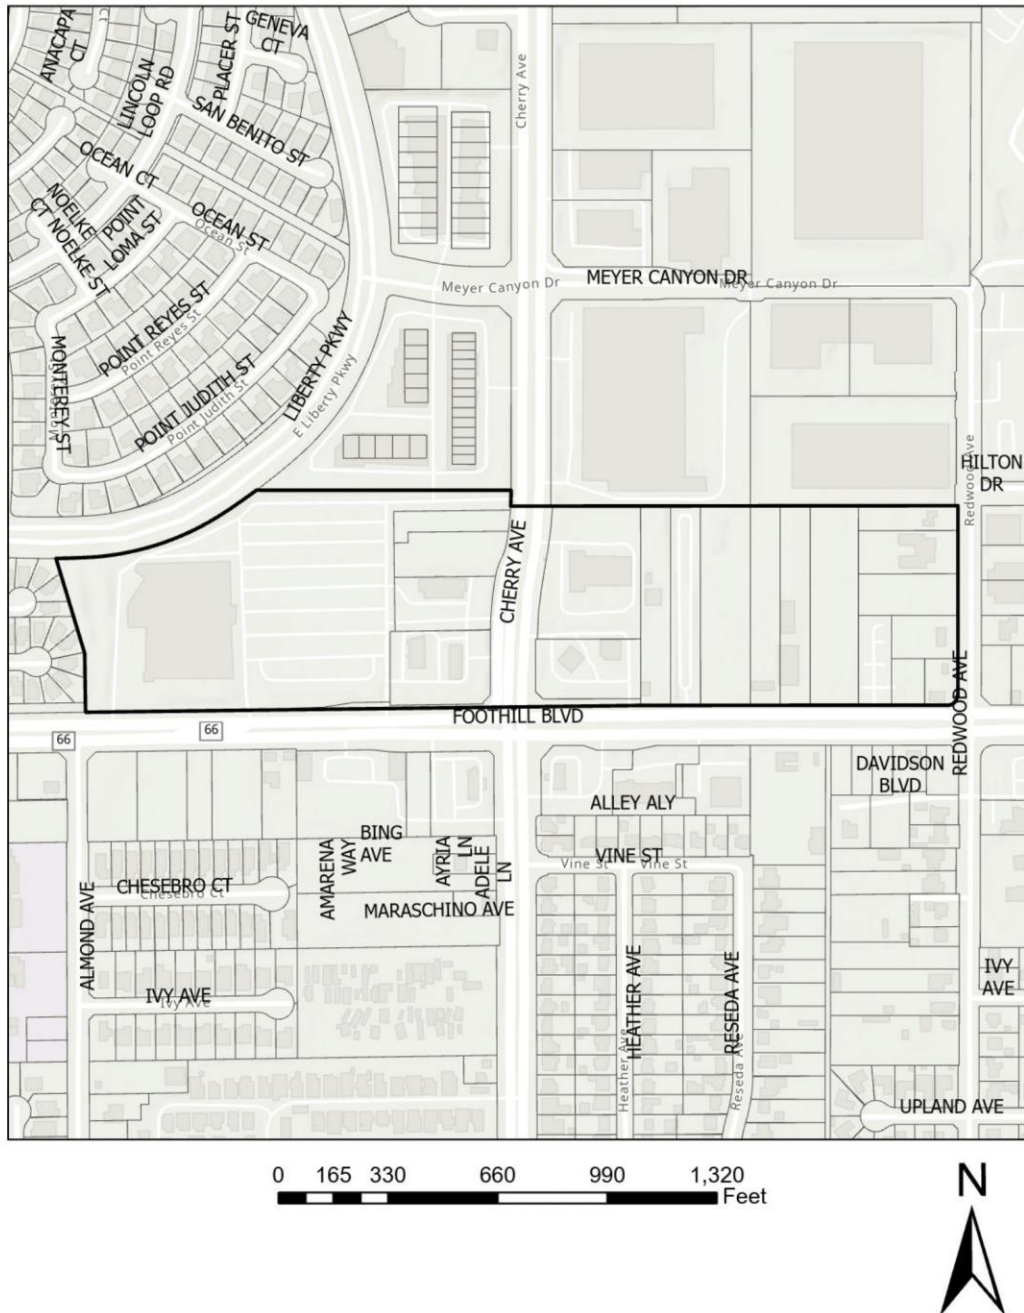 ANACAPA
CT
Ct
LINCOLN
LOOP RD
PLACER ST
GENEVA
CT
Cherry Ave
SAN BENITO ST
OCEAN CT
NOELKE
CT
NOELKE ST
POINT
LOMA ST
OCEAN ST
Ocean St
MEYER CANYON DR
Meyer Canyon Dr
Meyer Canyon Dr
POINT REYES ST
Point Reyes St
LIBERTY PKWY
E Liberty Pkwy
MONTEREY ST
POINT JUDITH ST
Point Judith St
Redwood Ave
HILTON
DR
CHERRY AVE
REDWOOD AVE
FOOTHILL BLVD
66
66
DAVIDSON
BLVD
ALLEY ALY
BING
AVE
AMARENA
WAY
AYRIA
LN
ADELE
LN
VINE ST
Vine St
Vine St
CHESEBRO CT
Chesebro Ct
MARASCHINO AVE
ALMOND AVE
IVY AVE
Ivy Ave
HEATHER AVE
Heather Ave
RESEDA AVE
Reseda Ave
IVY
AVE
UPLAND AVE
0 165 330 660 990 1,320
Feet
N